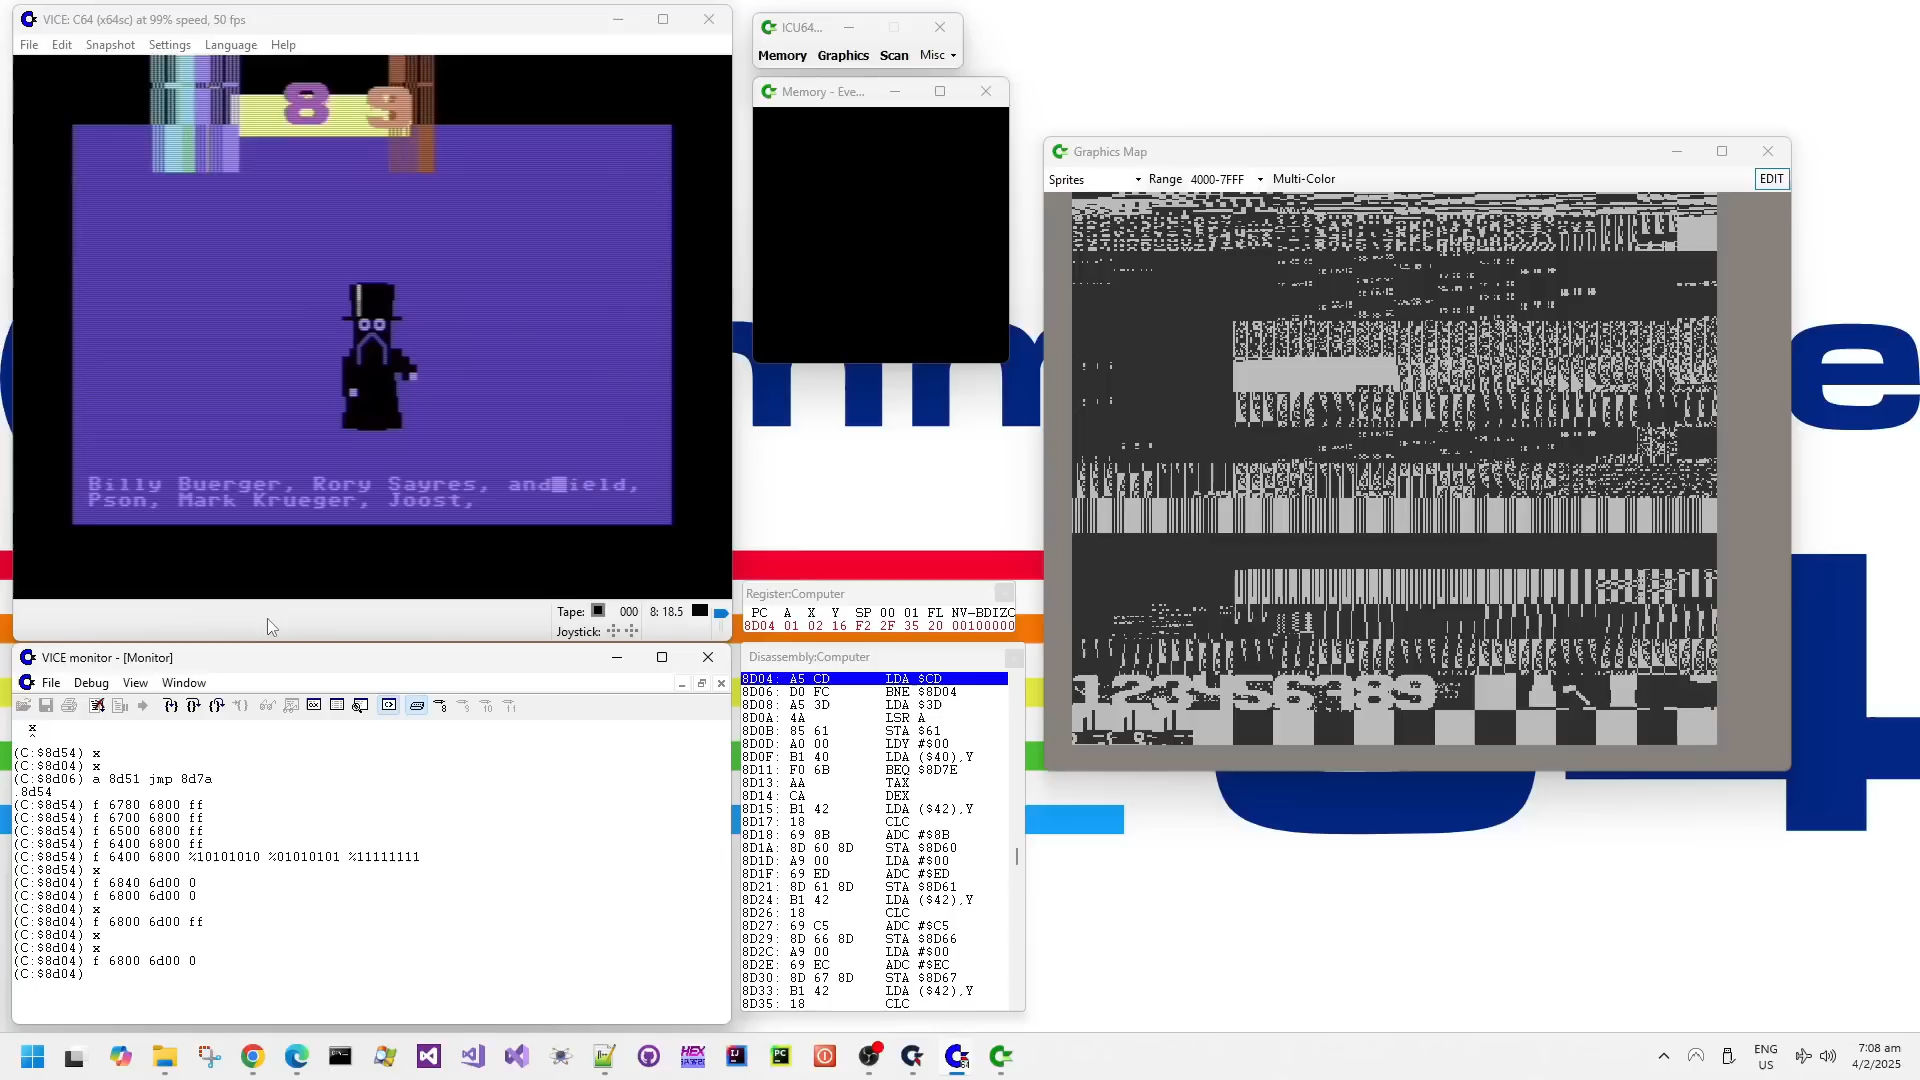 VICE: C64 (x64sc) at 99% speed, 50 fps
File Edit Snapshot Settings Language Help
8 9
Billy Buerger, Rory Sayres, and ield,
Pson, Mark Krueger, Joost,
Tape: 000 8: 18.5
Joystick:
ICU64...
Memory Graphics Scan Misc
Memory - Eve...
Graphics Map
Sprites Range 4000-7FFF Multi-Color EDIT
Register:Computer
PC A X Y SP 00 01 FL NV-BDIZC
8D04 01 02 16 F2 2F 35 20 00100000
VICE monitor - [Monitor]
File Debug View Window
x
^
(C:$8d54) x
(C:$8d04) x
(C:$8d06) a 8d51 jmp 8d7a
.8d54
(C:$8d54) f 6780 6800 ff
(C:$8d54) f 6700 6800 ff
(C:$8d54) f 6500 6800 ff
(C:$8d54) f 6400 6800 ff
(C:$8d54) f 6400 6800 %10101010 %01010101 %11111111
(C:$8d54) x
(C:$8d04) f 6840 6d00 0
(C:$8d04) f 6800 6d00 0
(C:$8d04) x
(C:$8d04) f 6800 6d00 ff
(C:$8d04) x
(C:$8d04) x
(C:$8d04) f 6800 6d00 0
(C:$8d04)
Disassembly:Computer
8D04: A5 CD LDA $CD
8D06: D0 FC BNE $8D04
8D08: A5 3D LDA $3D
8D0A: 4A LSR A
8D0B: 85 61 STA $61
8D0D: A0 00 LDY #$00
8D0F: B1 40 LDA ($40),Y
8D11: F0 6B BEQ $8D7E
8D13: AA TAX
8D14: CA DEX
8D15: B1 42 LDA ($42),Y
8D17: 18 CLC
8D18: 69 8B ADC #$8B
8D1A: 8D 60 8D STA $8D60
8D1D: A9 00 LDA #$00
8D1F: 69 ED ADC #$ED
8D21: 8D 61 8D STA $8D61
8D24: B1 42 LDA ($42),Y
8D26: 18 CLC
8D27: 69 C5 ADC #$C5
8D29: 8D 66 8D STA $8D66
8D2C: A9 00 LDA #$00
8D2E: 69 EC ADC #$EC
8D30: 8D 67 8D STA $8D67
8D33: B1 42 LDA ($42),Y
8D35: 18 CLC
123456789
ENG
US
7:08 am
4/2/2025